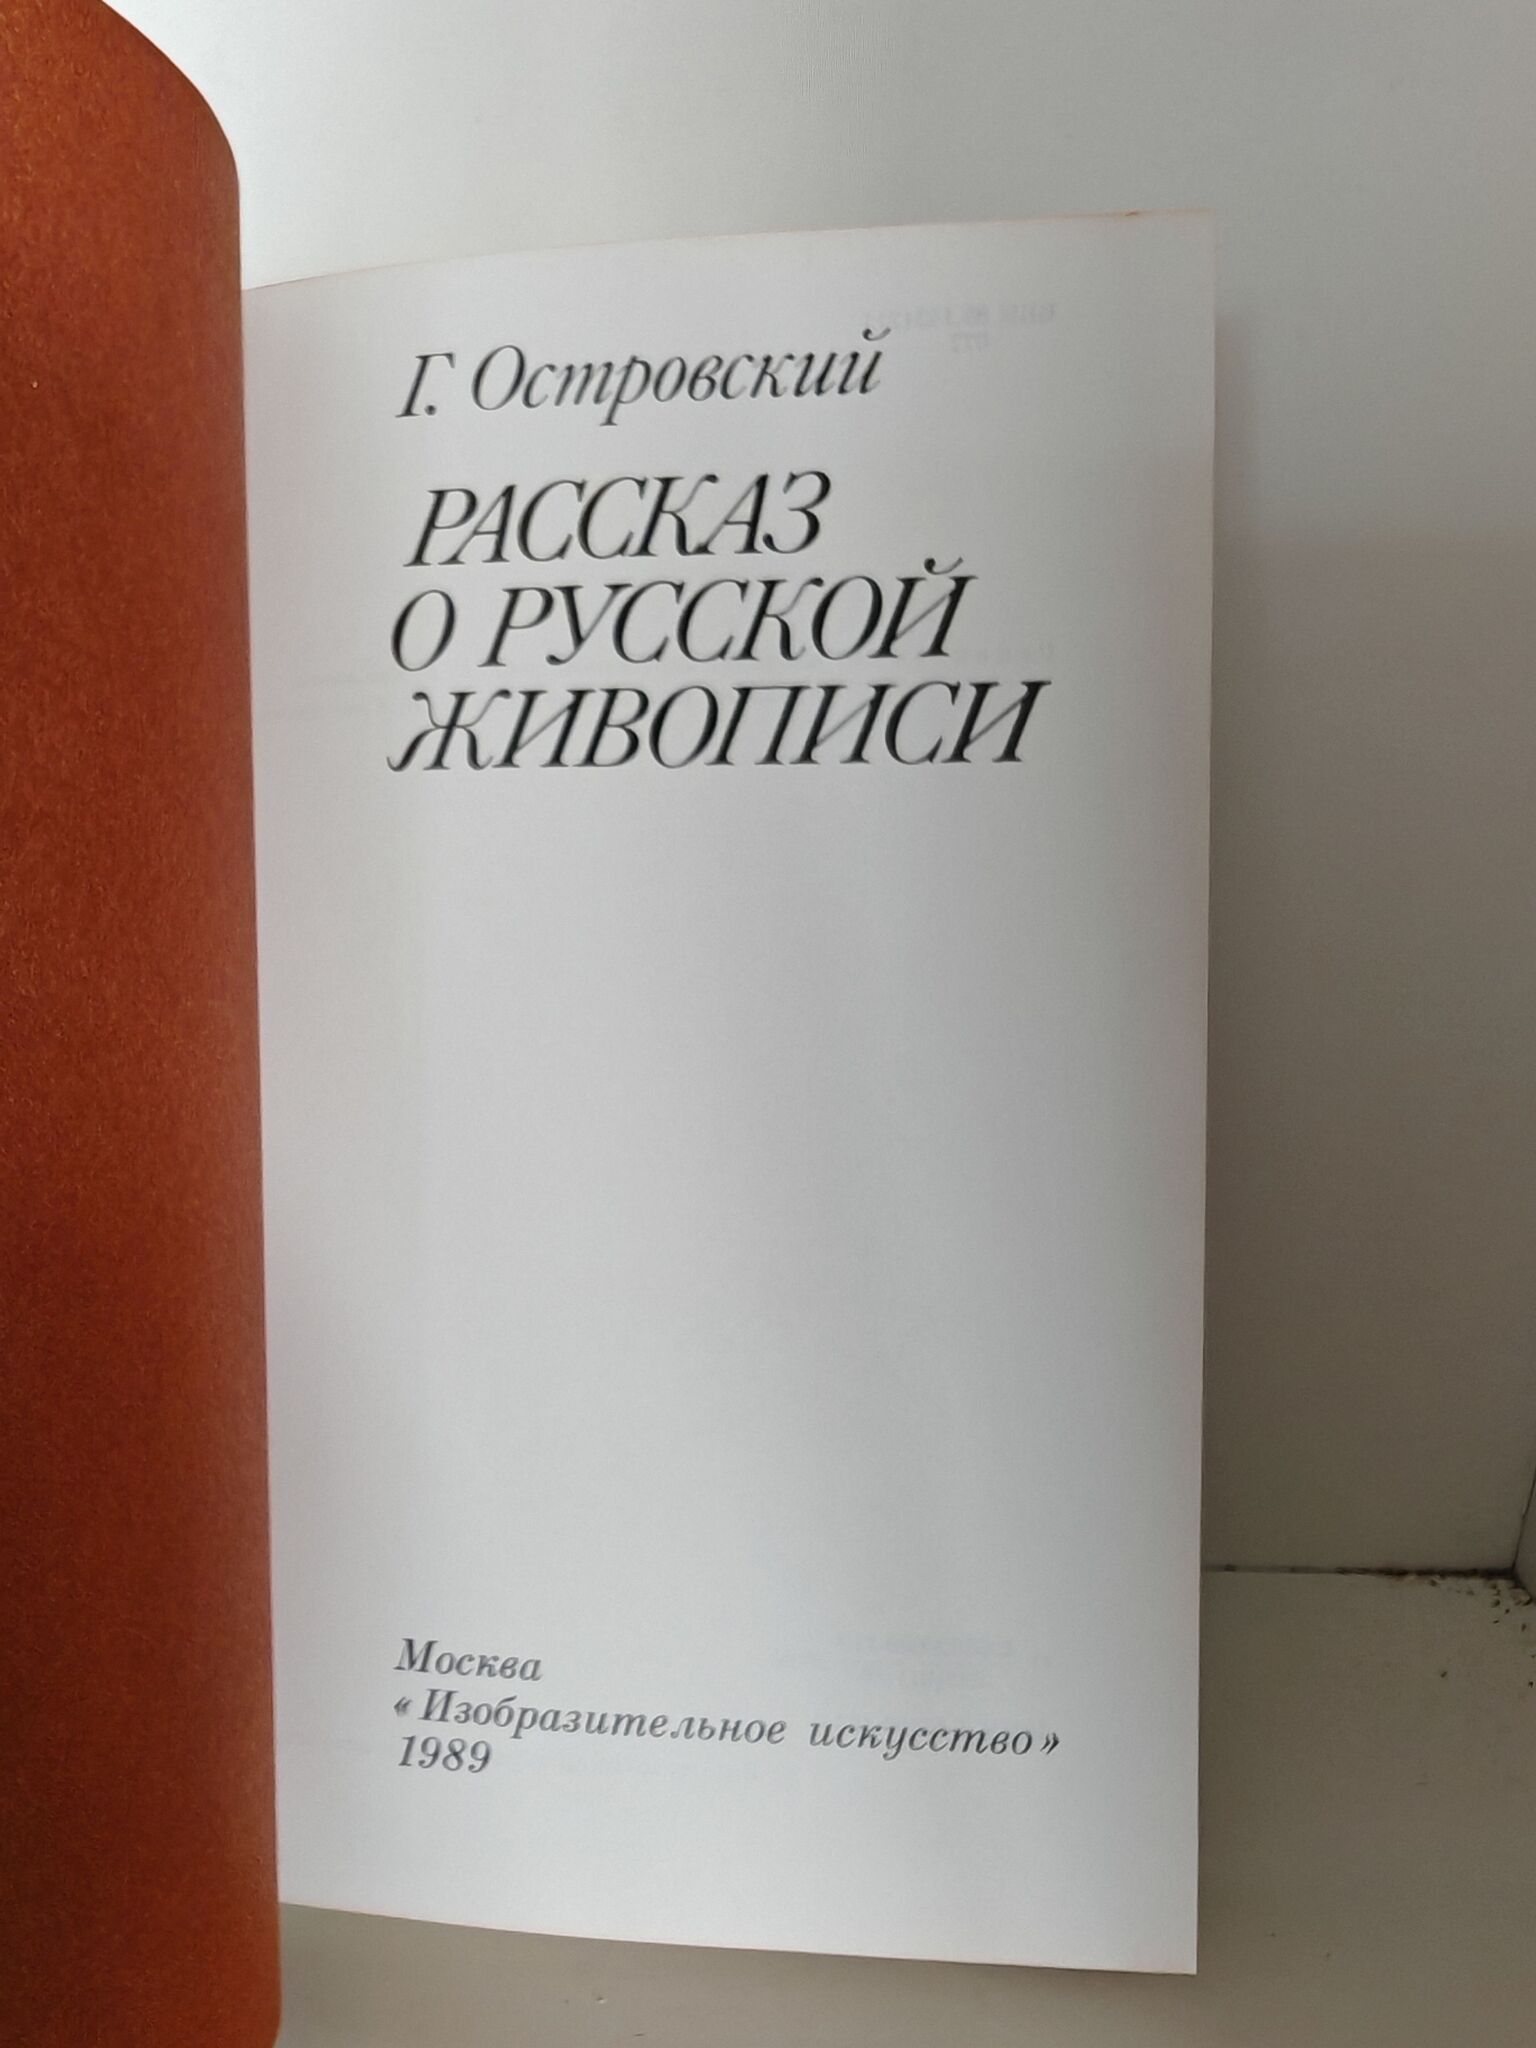 Г. Островский
РАССКАЗ
О РУССКОЙ
ЖИВОПИСИ
Москва
«Изобразительное искусство»
1989